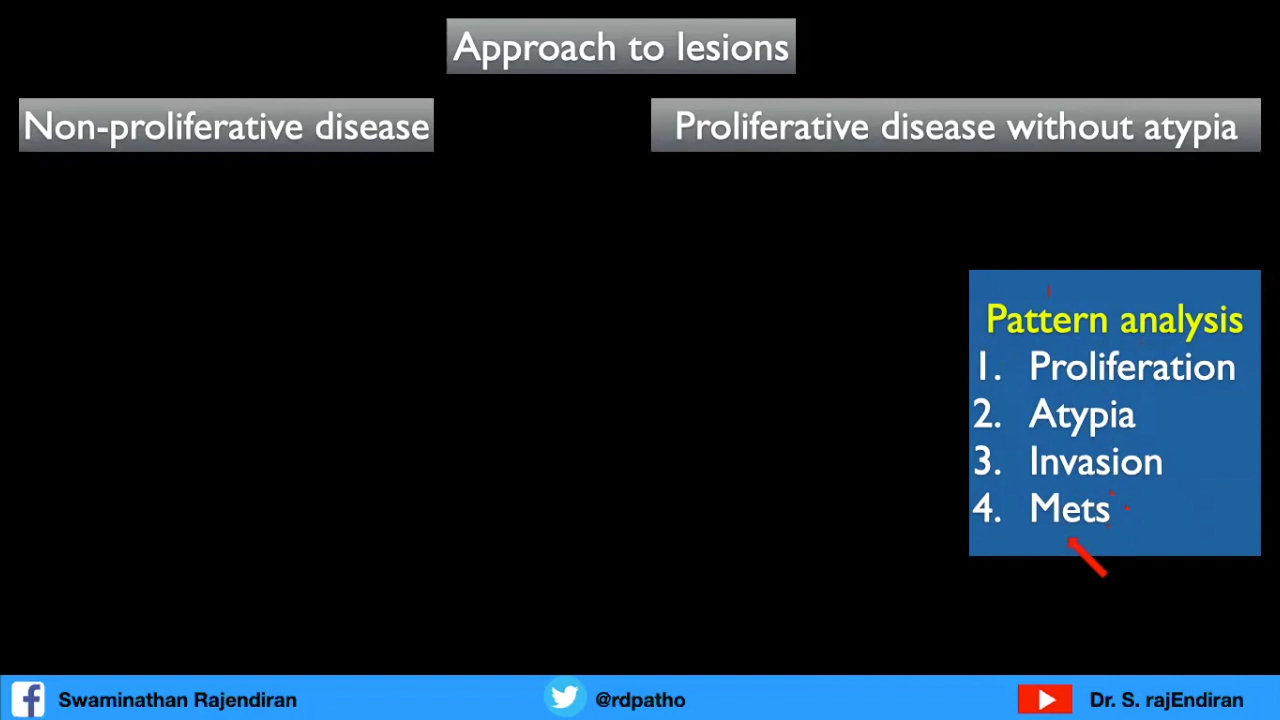 Approach to lesions
Non-proliferative disease
Proliferative disease without atypia
Pattern analysis
1. Proliferation
2. Atypia
3. Invasion
4. Mets
Swaminathan Rajendiran
@rdpatho
Dr. S. rajEndiran